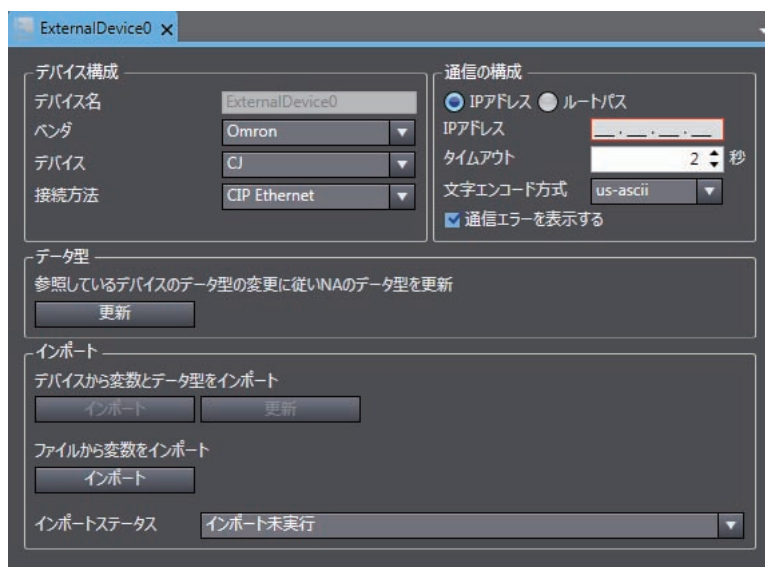 ExternalDevice0
デバイス構成
デバイス名 ExternalDevice0
ベンダ Omron
デバイス CJ
接続方法 CIP Ethernet
通信の構成
IPアドレス ルートパス
IPアドレス __.__.__.__
タイムアウト 2 秒
文字エンコード方式 us-ascii
通信エラーを表示する
データ型
参照しているデバイスのデータ型の変更に従いNAのデータ型を更新
更新
インポート
デバイスから変数とデータ型をインポート
インポート 更新
ファイルから変数をインポート
インポート
インポートステータス インポート未実行